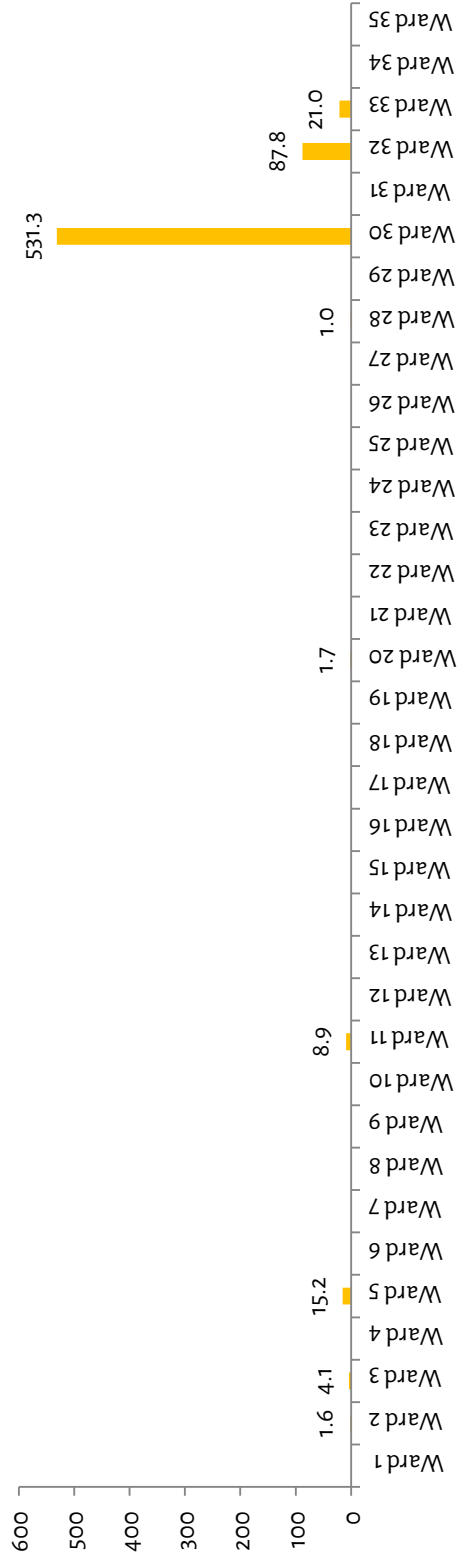 600
500
400
300
200
100
0
1.6
4.1
15.2
8.9
1.7
1.0
531.3
87.8
21.0
Ward 1
Ward 2
Ward 3
Ward 4
Ward 5
Ward 6
Ward 7
Ward 8
Ward 9
Ward 10
Ward 11
Ward 12
Ward 13
Ward 14
Ward 15
Ward 16
Ward 17
Ward 18
Ward 19
Ward 20
Ward 21
Ward 22
Ward 23
Ward 24
Ward 25
Ward 26
Ward 27
Ward 28
Ward 29
Ward 30
Ward 31
Ward 32
Ward 33
Ward 34
Ward 35